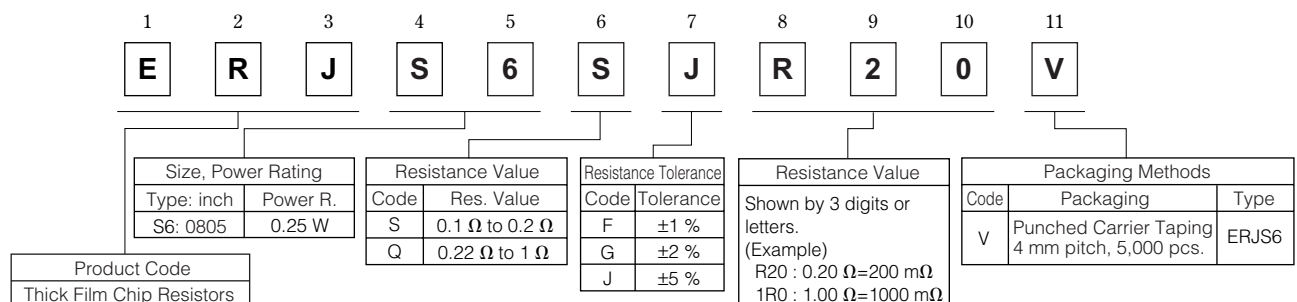 1 2 3 4 5 6 7 8 9 10 11
E R J S 6 S J R 2 0 V
Size, Power Rating
Type: inch Power R.
S6: 0805 0.25 W
Resistance Value
Code Res. Value
S 0.1 Ω to 0.2 Ω
Q 0.22 Ω to 1 Ω
Resistance Tolerance
Code Tolerance
F ±1 %
G ±2 %
J ±5 %
Resistance Value
Shown by 3 digits or
letters.
(Example)
R20 : 0.20 Ω=200 mΩ
1R0 : 1.00 Ω=1000 mΩ
Packaging Methods
Code Packaging Type
V Punched Carrier Taping ERJS6
4 mm pitch, 5,000 pcs.
Product Code
Thick Film Chip Resistors